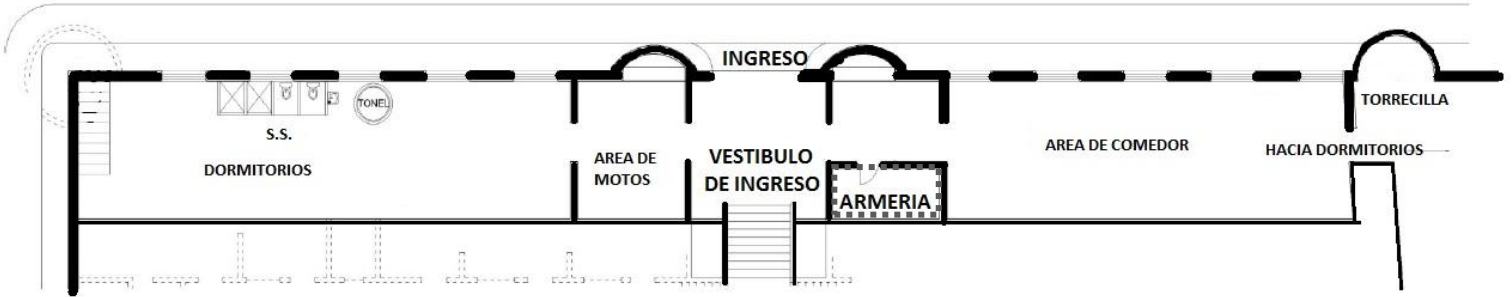 INGRESO
TONEL
S.S.
DORMITORIOS
AREA DE
MOTOS
VESTIBULO
DE INGRESO
ARMERIA
AREA DE COMEDOR
TORRECILLA
HACIA DORMITORIOS